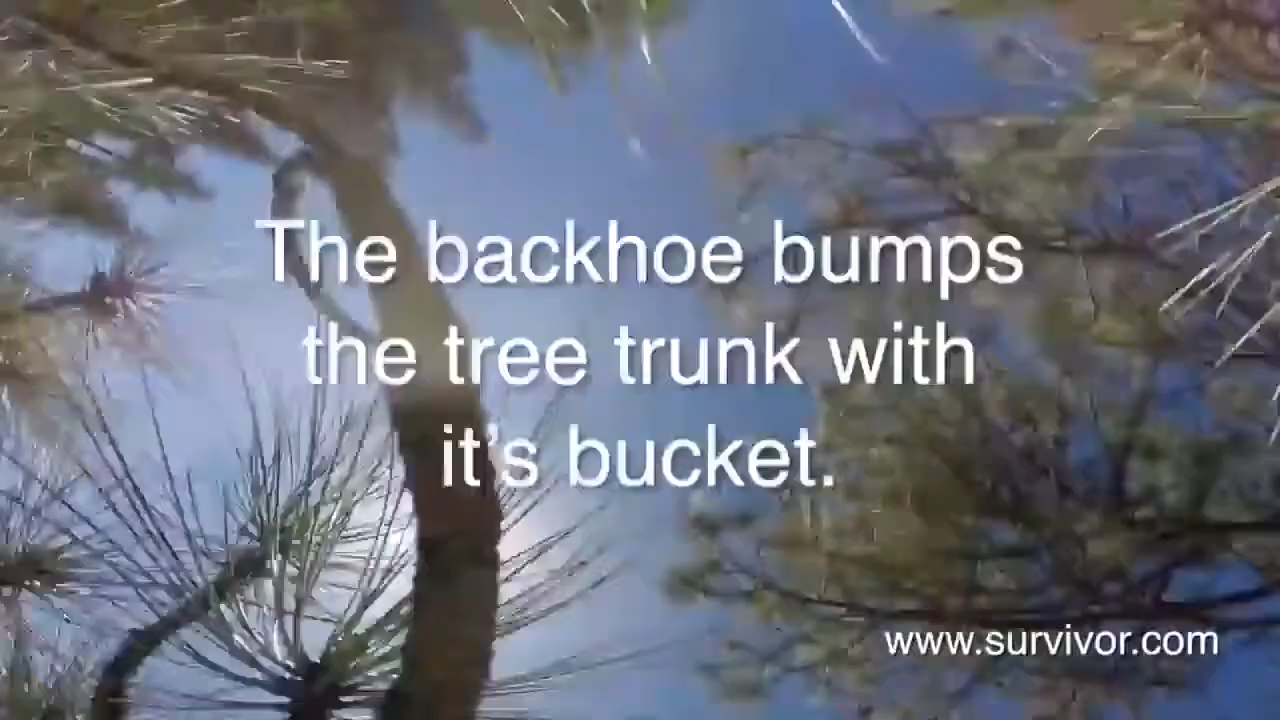 The backhoe bumps
the tree trunk with
it's bucket.
www.survivor.com